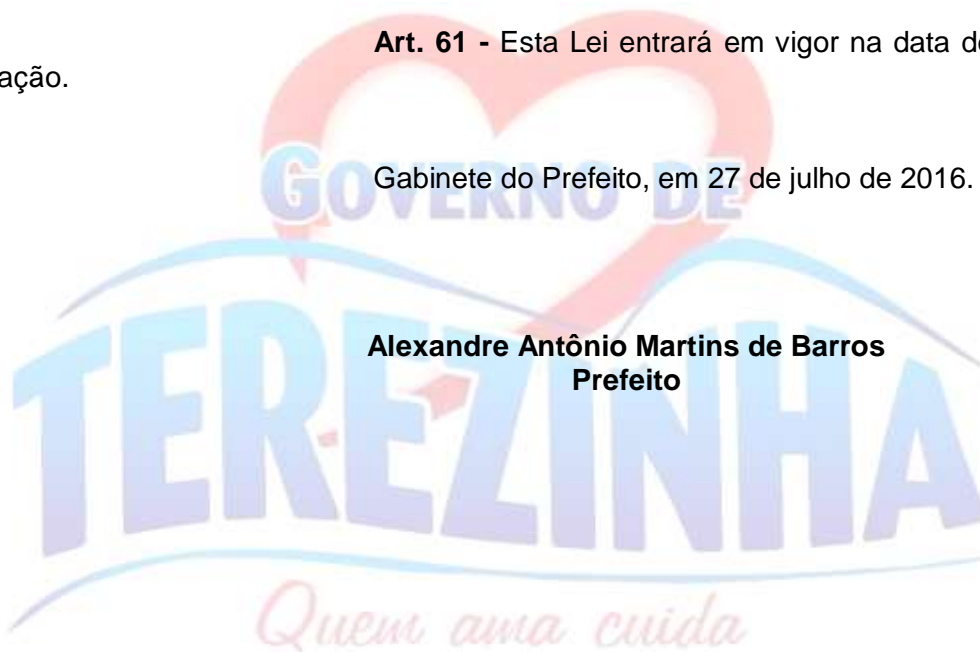 Art. 61 - Esta Lei entrará em vigor na data d
ação.
Gabinete do Prefeito, em 27 de julho de 2016.
GOVERNO DE
Alexandre Antônio Martins de Barros
Prefeito
TEREZINHA
Quem ama cuida